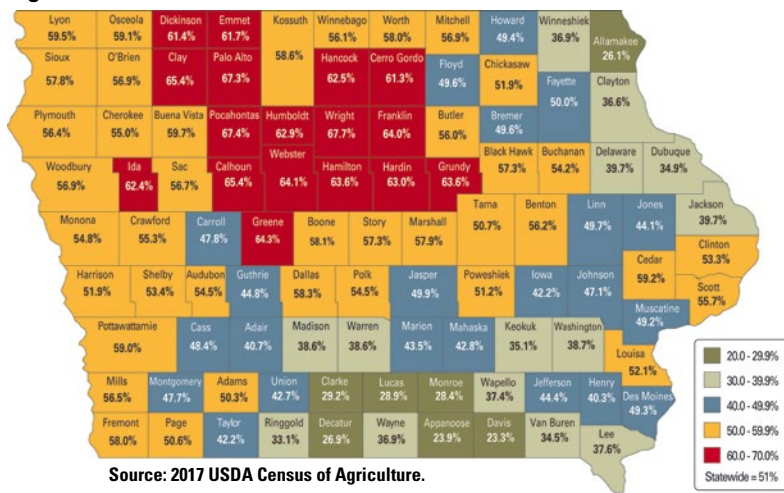 Lyon Osceola Dickinson Emmet Kossuth Winnebago Worth Mitchell Howard Winneshiek Allamakee
59.5% 59.1% 61.4% 61.7% 58.6% 56.1% 58.0% 56.9% 49.4% 36.9% 26.1%
Sioux O'Brien Clay Palo Alto Hancock Cerro Gordo Floyd Chickasaw Fayette Clayton
57.8% 56.9% 65.4% 67.3% 62.5% 61.3% 49.6% 51.9% 50.0% 36.6%
Plymouth Cherokee Buena Vista Pocahontas Humboldt Wright Franklin Butler Bremer
56.4% 55.0% 59.7% 67.4% 62.9% 67.7% 64.0% 56.0% 49.6%
Woodbury Ida Sac Calhoun Webster Hamilton Hardin Grundy Black Hawk Buchanan Delaware Dubuque
56.9% 62.4% 56.7% 65.4% 64.1% 63.6% 63.0% 63.6% 57.3% 54.2% 39.7% 34.9%
Monona Crawford Carroll Greene Boone Story Marshall Tama Benton Linn Jones Jackson
54.8% 55.3% 47.8% 64.3% 58.1% 57.3% 57.9% 50.7% 56.2% 49.7% 44.1% 39.7%
Clinton
53.3%
Harrison Shelby Audubon Guthrie Dallas Polk Jasper Poweshiek Iowa Johnson Cedar Scott
51.9% 53.4% 54.5% 44.8% 58.3% 54.5% 49.9% 51.2% 42.2% 47.1% 59.2% 55.7%
Muscatine
49.2%
Pottawattamie Cass Adair Madison Warren Marion Mahaska Keokuk Washington Louisa
59.0% 48.4% 40.7% 38.6% 38.6% 43.5% 42.8% 35.1% 38.7% 52.1%
Mills Montgomery Adams Union Clarke Lucas Monroe Wapello Jefferson Henry Des Moines
56.5% 47.7% 50.3% 42.7% 29.2% 28.9% 28.4% 37.4% 44.4% 40.3% 49.3%
Fremont Page Taylor Ringgold Decatur Wayne Appanoose Davis Van Buren Lee
58.0% 50.6% 42.2% 33.1% 26.9% 36.9% 23.9% 23.3% 34.5% 37.6%
20.0 - 29.9%
30.0 - 39.9%
40.0 - 49.9%
50.0 - 59.9%
60.0 - 70.0%
Statewide = 51%
Source: 2017 USDA Census of Agriculture.